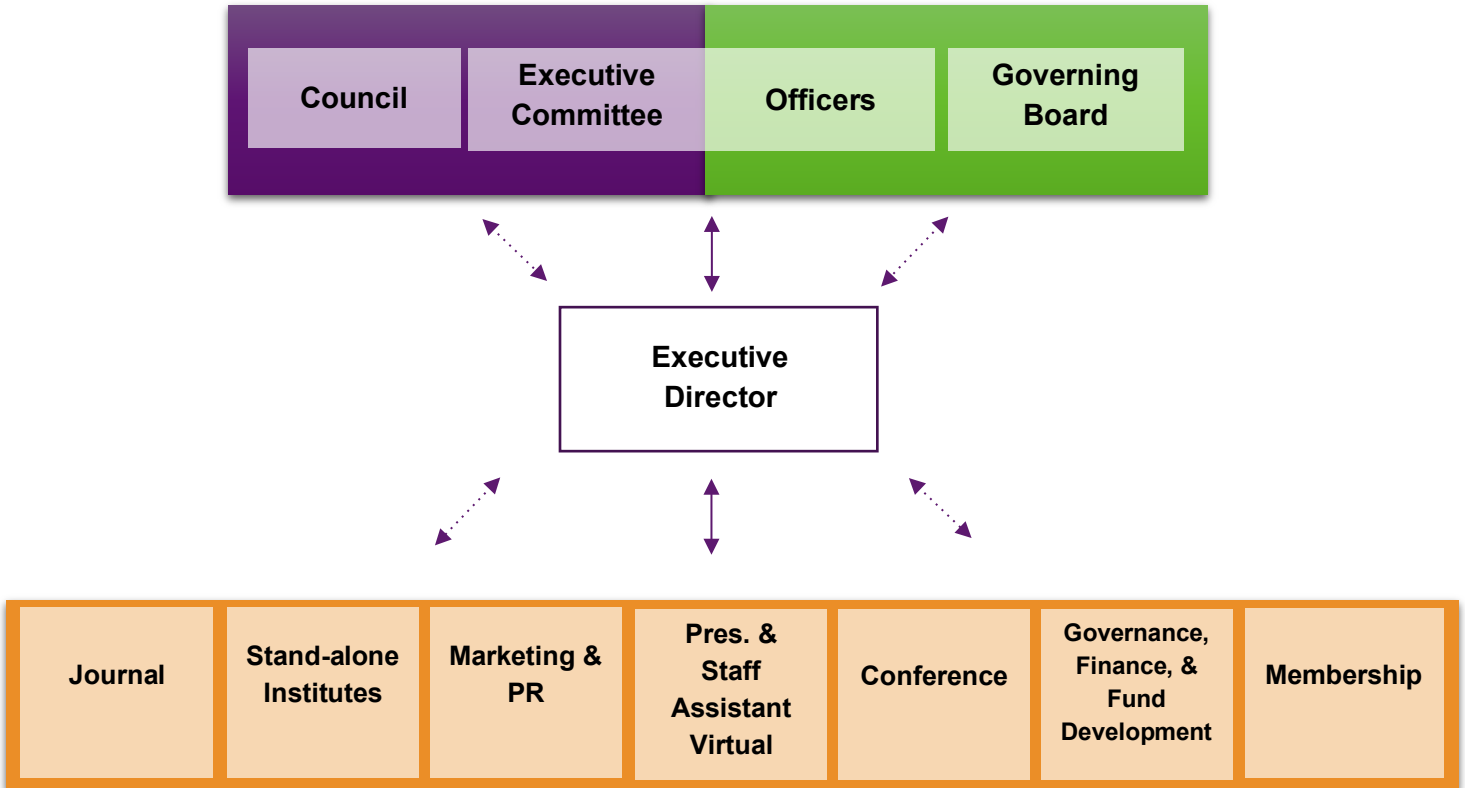 Council
Executive
Committee
Officers
Governing
Board
Executive
Director
Journal
Stand-alone
Institutes
Marketing &
PR
Pres. &
Staff
Assistant
Virtual
Conference
Governance,
Finance, &
Fund
Development
Membership